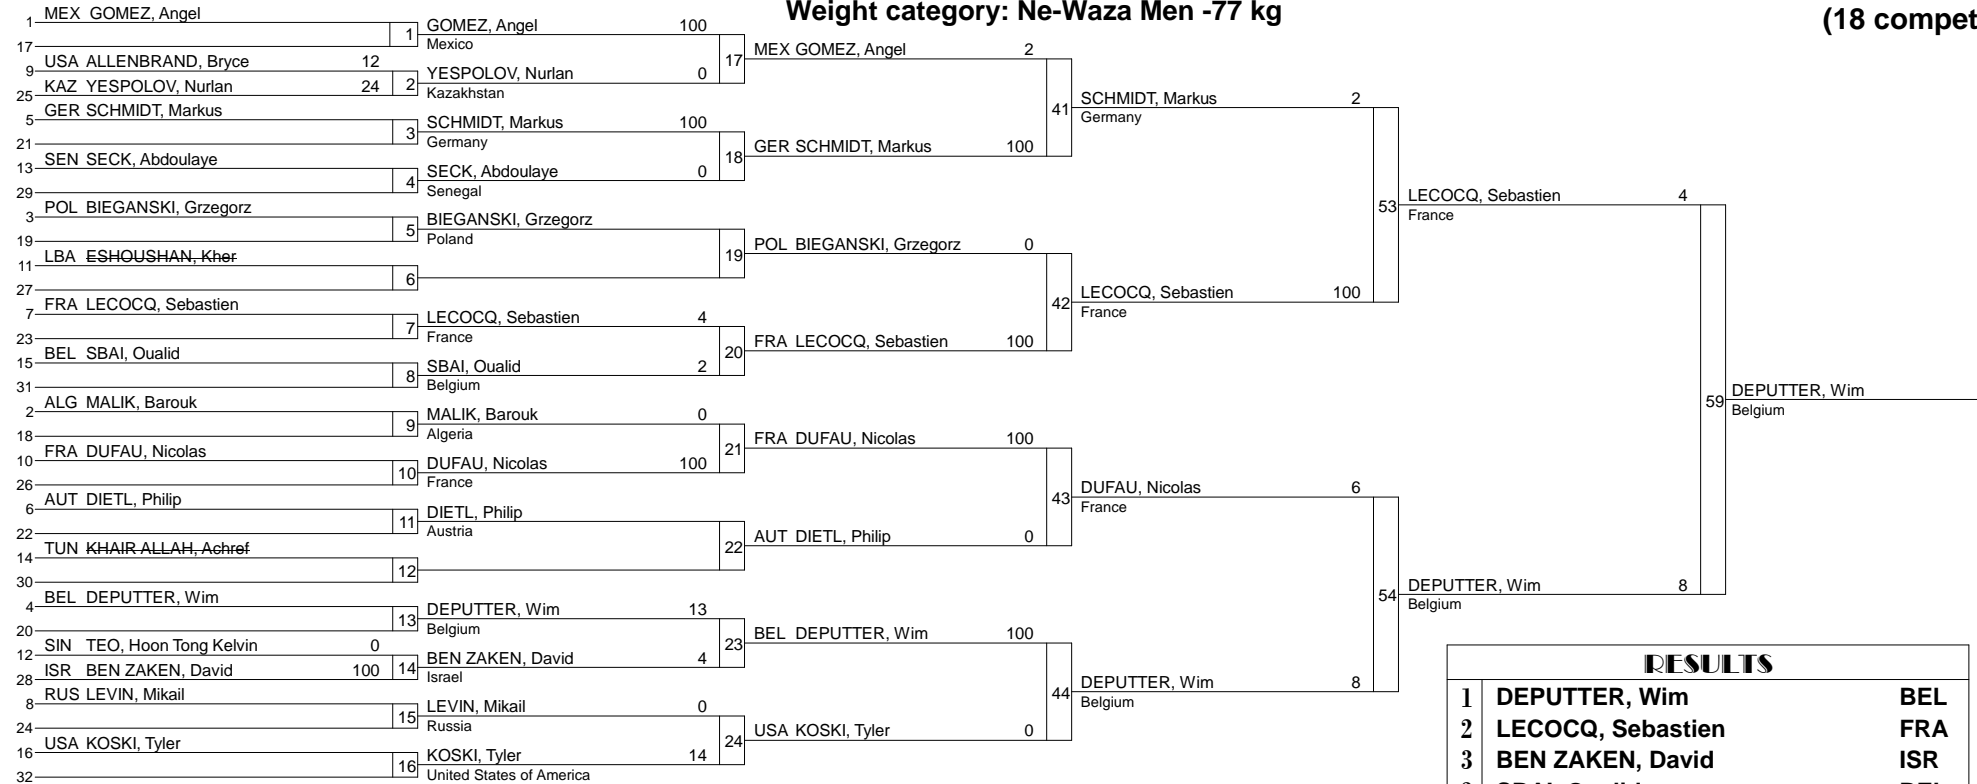 Weight category: Ne-Waza Men -77 kg
(18 compet
1 MEX GOMEZ, Angel
17
1
9 USA ALLENBRAND, Bryce 12
25 KAZ YESPOLOV, Nurlan 24
2
5 GER SCHMIDT, Markus
21
3
13 SEN SECK, Abdoulaye
29
4
3 POL BIEGANSKI, Grzegorz
19
5
11 LBA ESHOUSHAN, Kher
27
6
7 FRA LECOCQ, Sebastien
23
7
15 BEL SBAI, Oualid
31
8
2 ALG MALIK, Barouk
18
9
10 FRA DUFAU, Nicolas
26
10
6 AUT DIETL, Philip
22
11
14 TUN KHAIR ALLAH, Achref
30
12
4 BEL DEPUTTER, Wim
20
13
12 SIN TEO, Hoon Tong Kelvin 0
28 ISR BEN ZAKEN, David 100
14
8 RUS LEVIN, Mikail
24
15
16 USA KOSKI, Tyler
32
16
GOMEZ, Angel 100
Mexico
17
YESPOLOV, Nurlan 0
Kazakhstan
SCHMIDT, Markus 100
Germany
18
SECK, Abdoulaye 0
Senegal
BIEGANSKI, Grzegorz
Poland
19
LECOCQ, Sebastien 4
France
20
SBAI, Oualid 2
Belgium
MALIK, Barouk 0
Algeria
21
DUFAU, Nicolas 100
France
DIETL, Philip
Austria
22
DEPUTTER, Wim 13
Belgium
23
BEN ZAKEN, David 4
Israel
LEVIN, Mikail 0
Russia
24
KOSKI, Tyler 14
United States of America
MEX GOMEZ, Angel 2
41
GER SCHMIDT, Markus 100
POL BIEGANSKI, Grzegorz 0
42
FRA LECOCQ, Sebastien 100
FRA DUFAU, Nicolas 100
43
AUT DIETL, Philip 0
BEL DEPUTTER, Wim 100
44
USA KOSKI, Tyler 0
SCHMIDT, Markus 2
Germany
53
LECOCQ, Sebastien 100
France
DUFAU, Nicolas 6
France
54
DEPUTTER, Wim 8
Belgium
LECOCQ, Sebastien 4
France
59
DEPUTTER, Wim 8
Belgium
DEPUTTER, Wim
Belgium
RESULTS
1 DEPUTTER, Wim BEL
2 LECOCQ, Sebastien FRA
3 BEN ZAKEN, David ISR